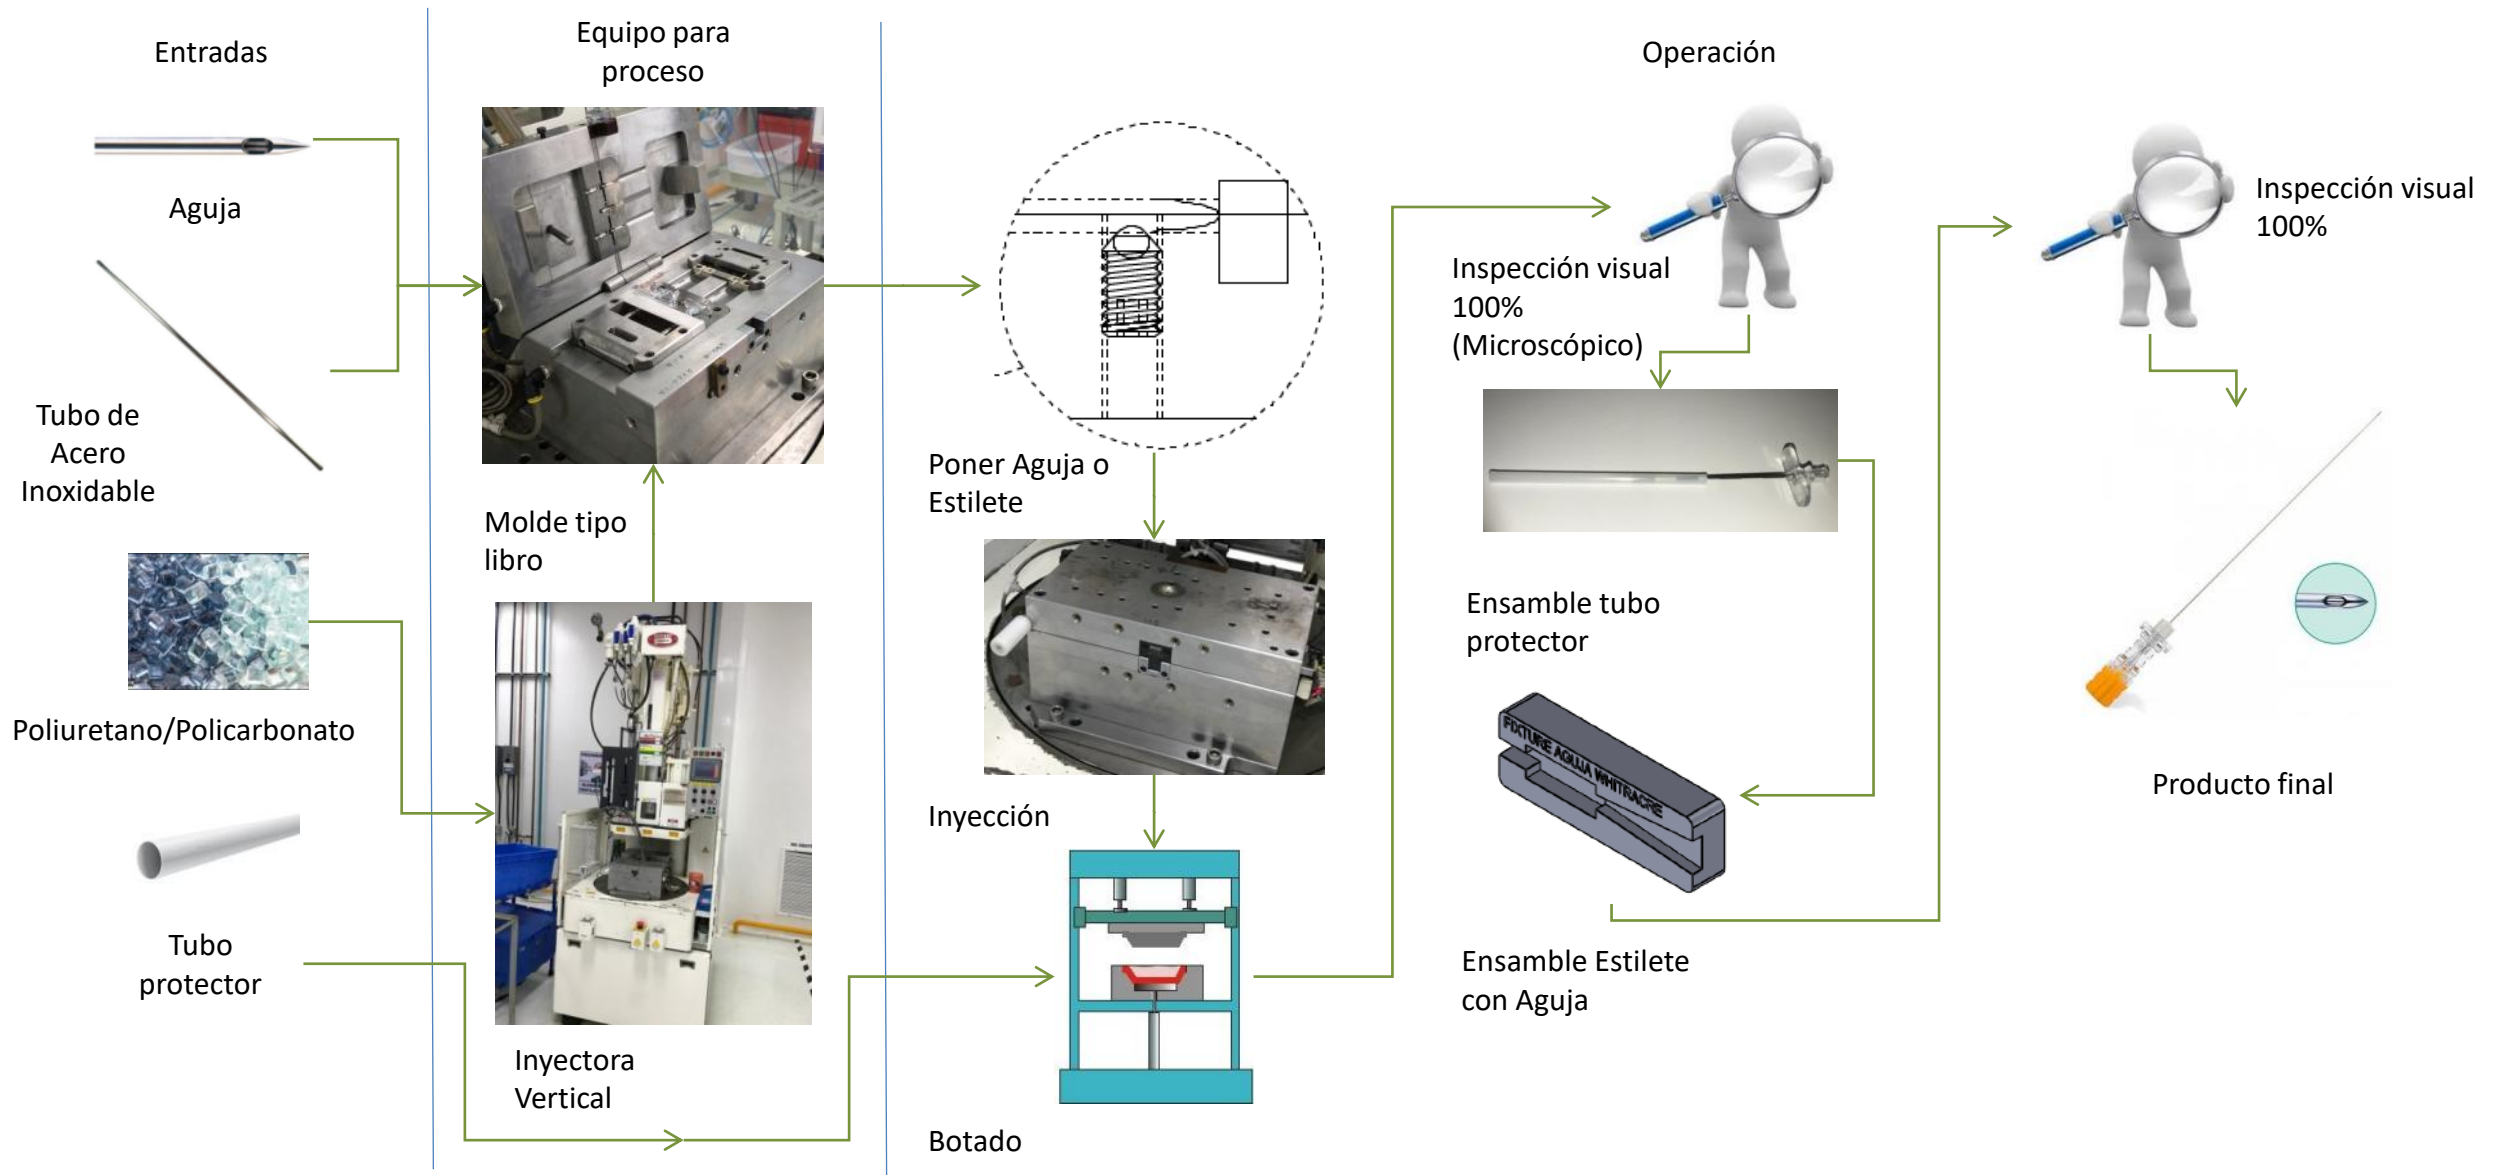 Entradas
Aguja
Tubo de
Acero
Inoxidable
Poliuretano/Policarbonato
Tubo
protector
Equipo para
proceso
Molde tipo
libro
Inyectora
Vertical
Operación
Poner Aguja o
Estilete
Inyección
Botado
Inspección visual
100%
(Microscópico)
Ensamble tubo
protector
FIXTURE AGUJA WHITRACRE
Ensamble Estilete
con Aguja
Inspección visual
100%
Producto final